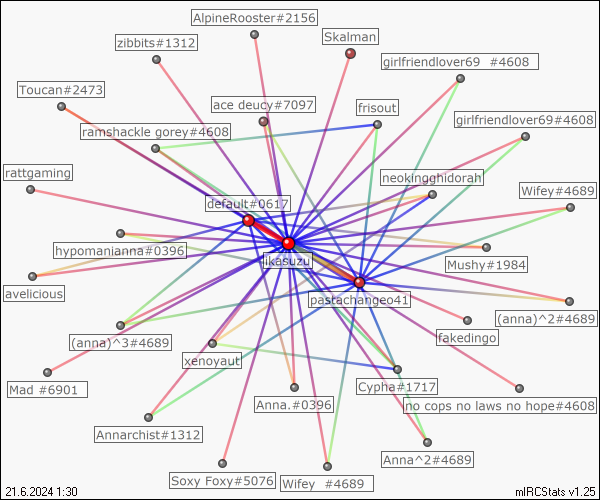 AlpineRooster#2156
Skalman
zibbits#1312
girlfriendlover69 #4608
Toucan#2473
ace deucy#7097
frisout
girlfriendlover69#4608
ramshackle gorey#4608
rattgaming
neokingghidorah
Wifey#4689
default#0617
hypomanianna#0396
likasuzu
Mushy#1984
avelicious
pastachangeo41
(anna)^2#4689
(anna)^3#4689
fakedingo
xenoyaut
Mad #6901
Cypha#1717
Anna.#0396
no cops no laws no hope#4608
Annarchist#1312
Anna^2#4689
Soxy Foxy#5076
Wifey #4689
21.6.2024 1:30
mIRCStats v1.25